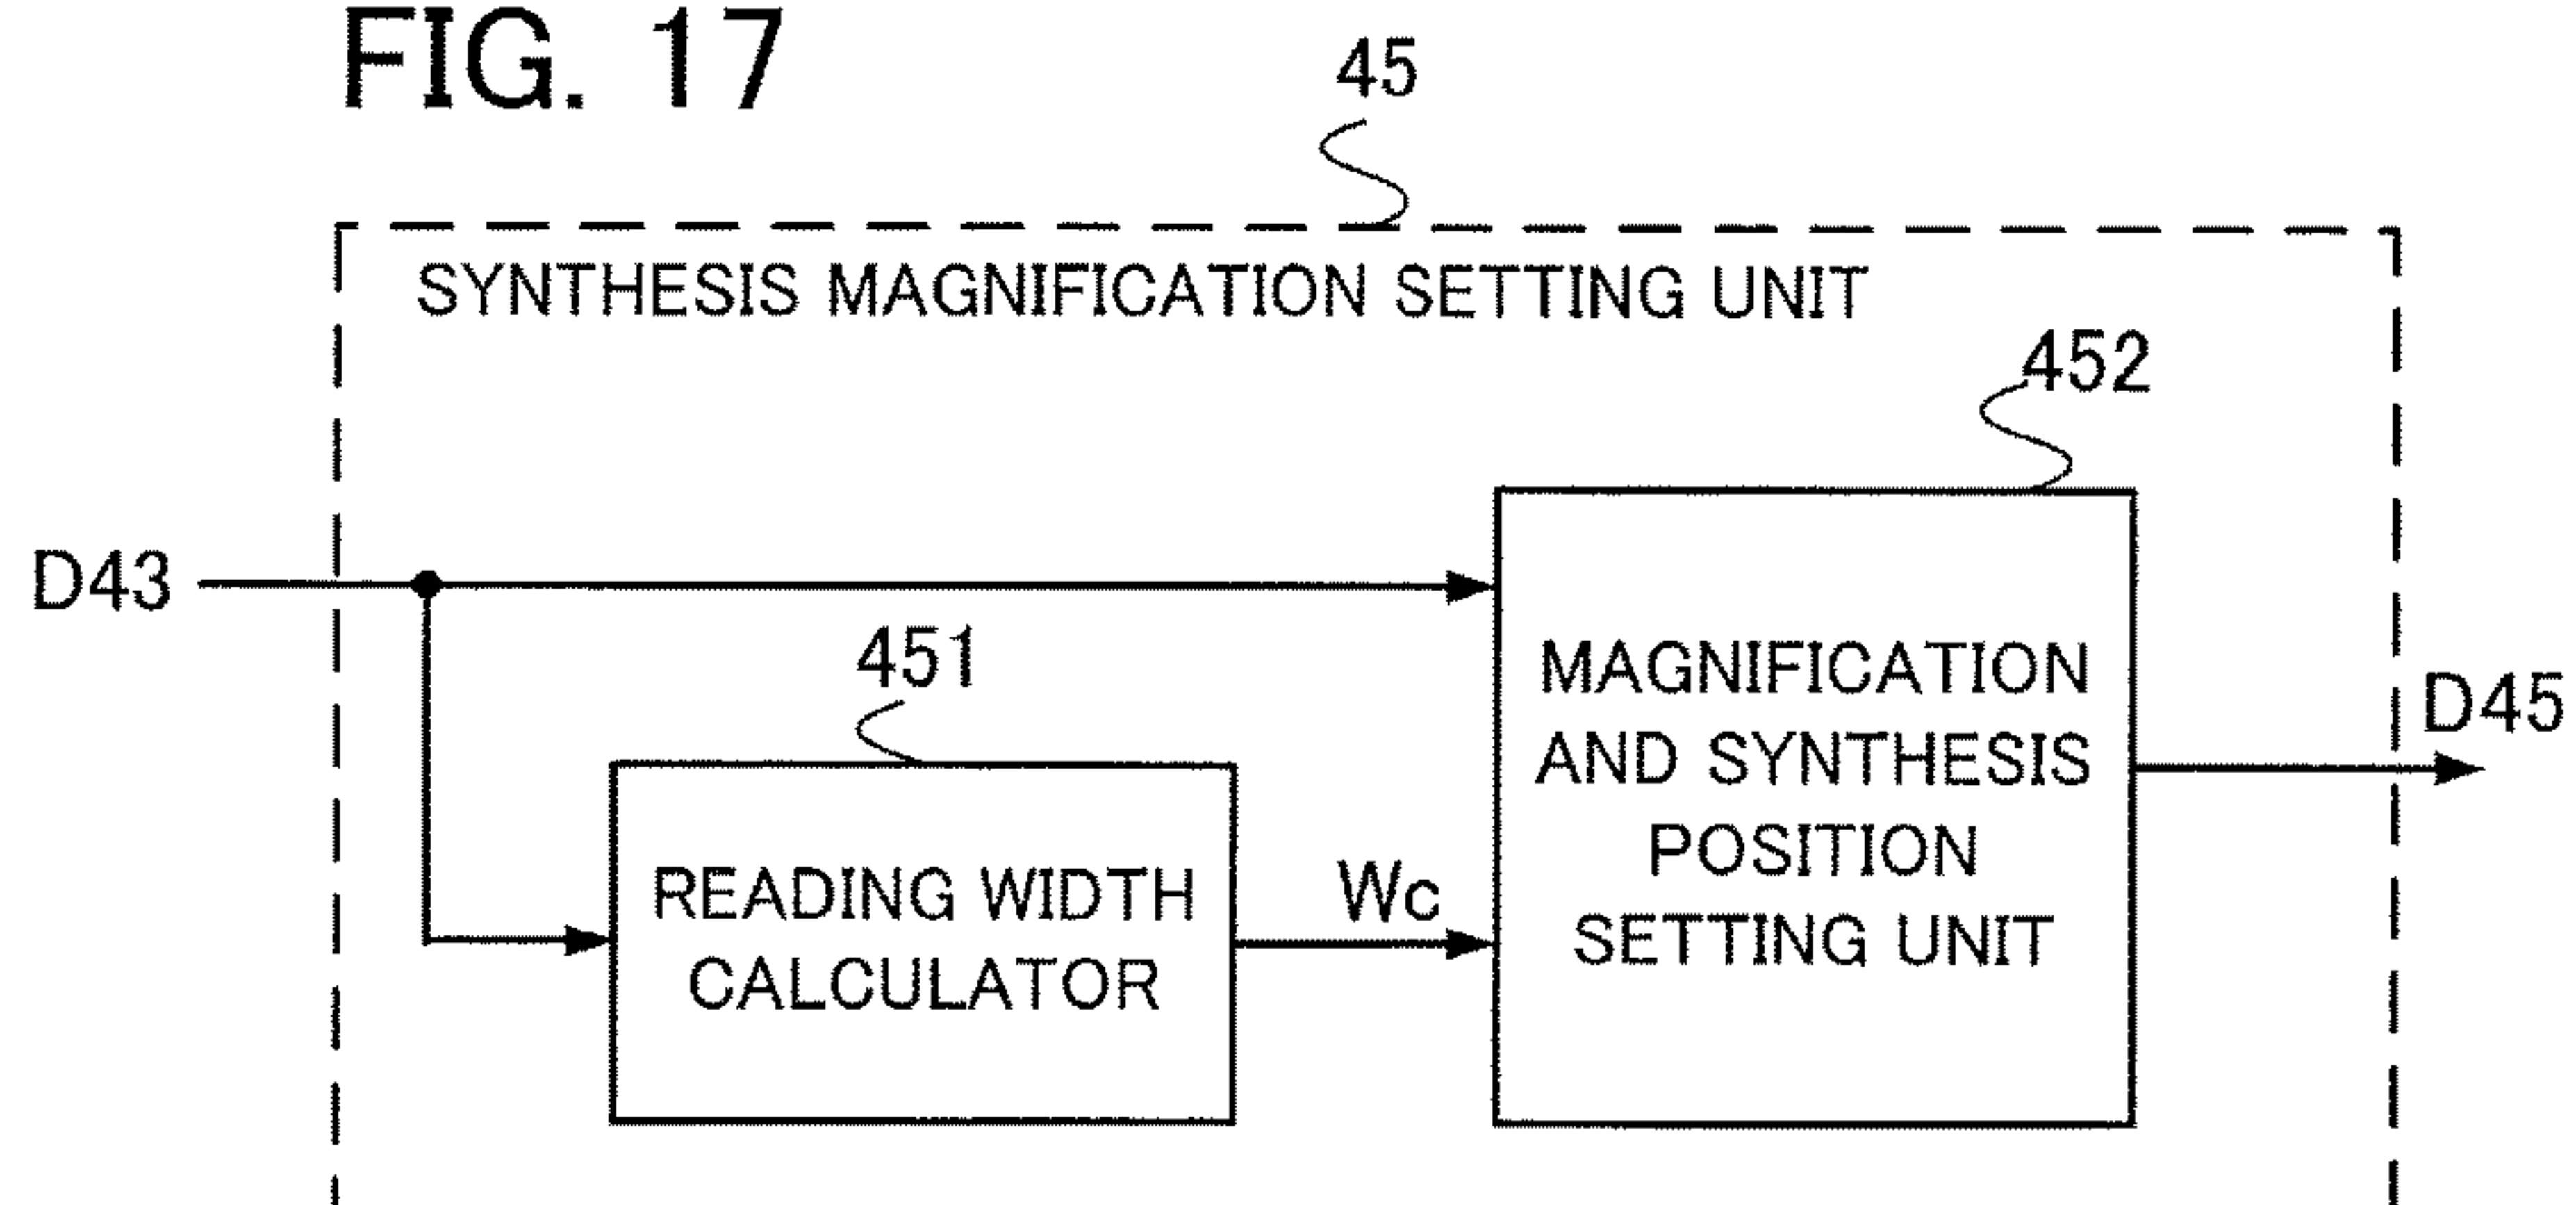 FIG. 17
45
SYNTHESIS MAGNIFICATION SETTING UNIT
452
D43
451
MAGNIFICATION
AND SYNTHESIS
POSITION
SETTING UNIT
D45
READING WIDTH
CALCULATOR
Wc